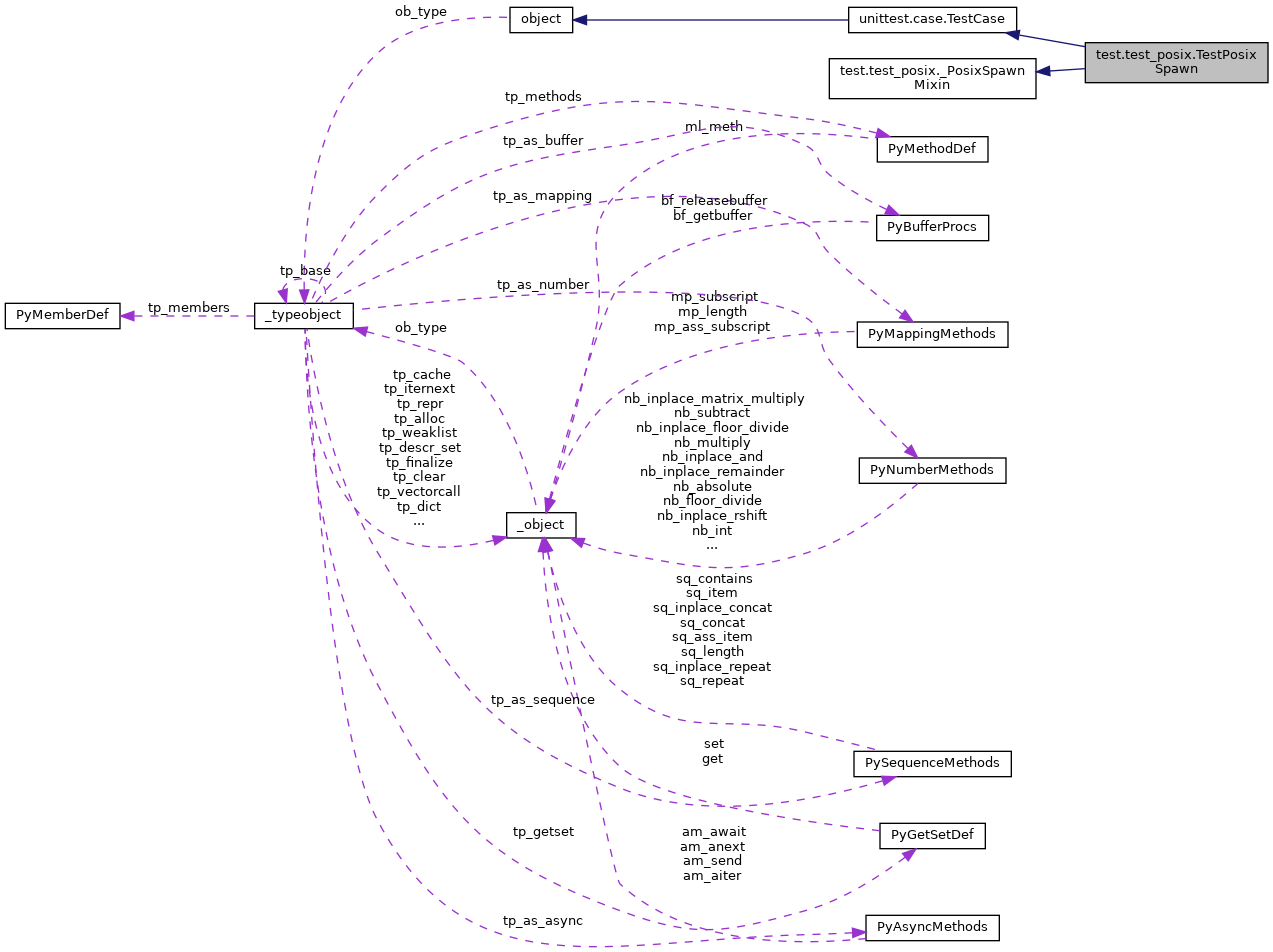 ob_type
object
unittest.case.TestCase
test.test_posix.TestPosix
Spawn
test.test_posix._PosixSpawn
Mixin
tp_methods
ml_meth
tp_as_buffer
PyMethodDef
tp_as_mapping
bf_releasebuffer
bf_getbuffer
PyBufferProcs
tp_base
tp_as_number
mp_subscript
mp_length
mp_ass_subscript
PyMemberDef
tp_members
_typeobject
ob_type
PyMappingMethods
tp_cache
tp_iternext
tp_repr
tp_alloc
tp_weaklist
tp_descr_set
tp_finalize
tp_clear
tp_vectorcall
tp_dict
...
nb_inplace_matrix_multiply
nb_subtract
nb_inplace_floor_divide
nb_multiply
nb_inplace_and
nb_inplace_remainder
nb_absolute
nb_floor_divide
nb_inplace_rshift
nb_int
...
PyNumberMethods
_object
sq_contains
sq_item
sq_inplace_concat
sq_concat
sq_ass_item
sq_length
sq_inplace_repeat
sq_repeat
tp_as_sequence
set
get
PySequenceMethods
tp_getset
am_await
am_anext
am_send
am_aiter
PyGetSetDef
tp_as_async
PyAsyncMethods